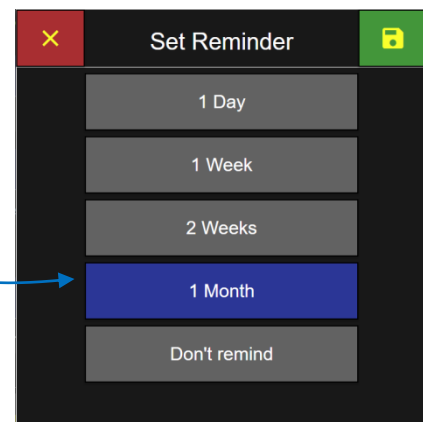 Set Reminder
1 Day
1 Week
2 Weeks
1 Month
Don't remind